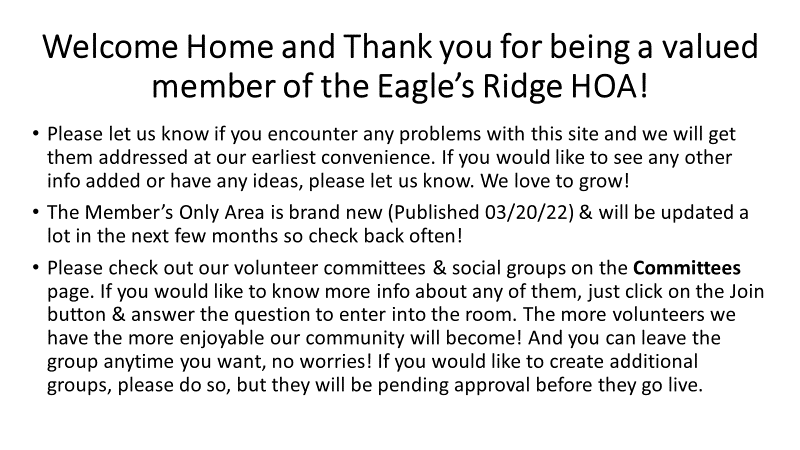 Welcome Home and Thank you for being a valued
member of the Eagle's Ridge HOA!
• Please let us know if you encounter any problems with this site and we will get
them addressed at our earliest convenience. If you would like to see any other
info added or have any ideas, please let us know. We love to grow!
• The Member's Only Area is brand new (Published 03/20/22) & will be updated a
lot in the next few months so check back often!
• Please check out our volunteer committees & social groups on the Committees
page. If you would like to know more info about any of them, just click on the Join
button & answer the question to enter into the room. The more volunteers we
have the more enjoyable our community will become! And you can leave the
group anytime you want, no worries! If you would like to create additional
groups, please do so, but they will be pending approval before they go live.